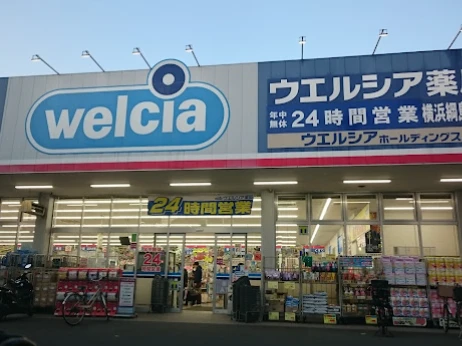 welcia
ウエルシア薬
年中無休 24時間営業 横浜綱島
ウエルシアホールディングス
24時間営業
24